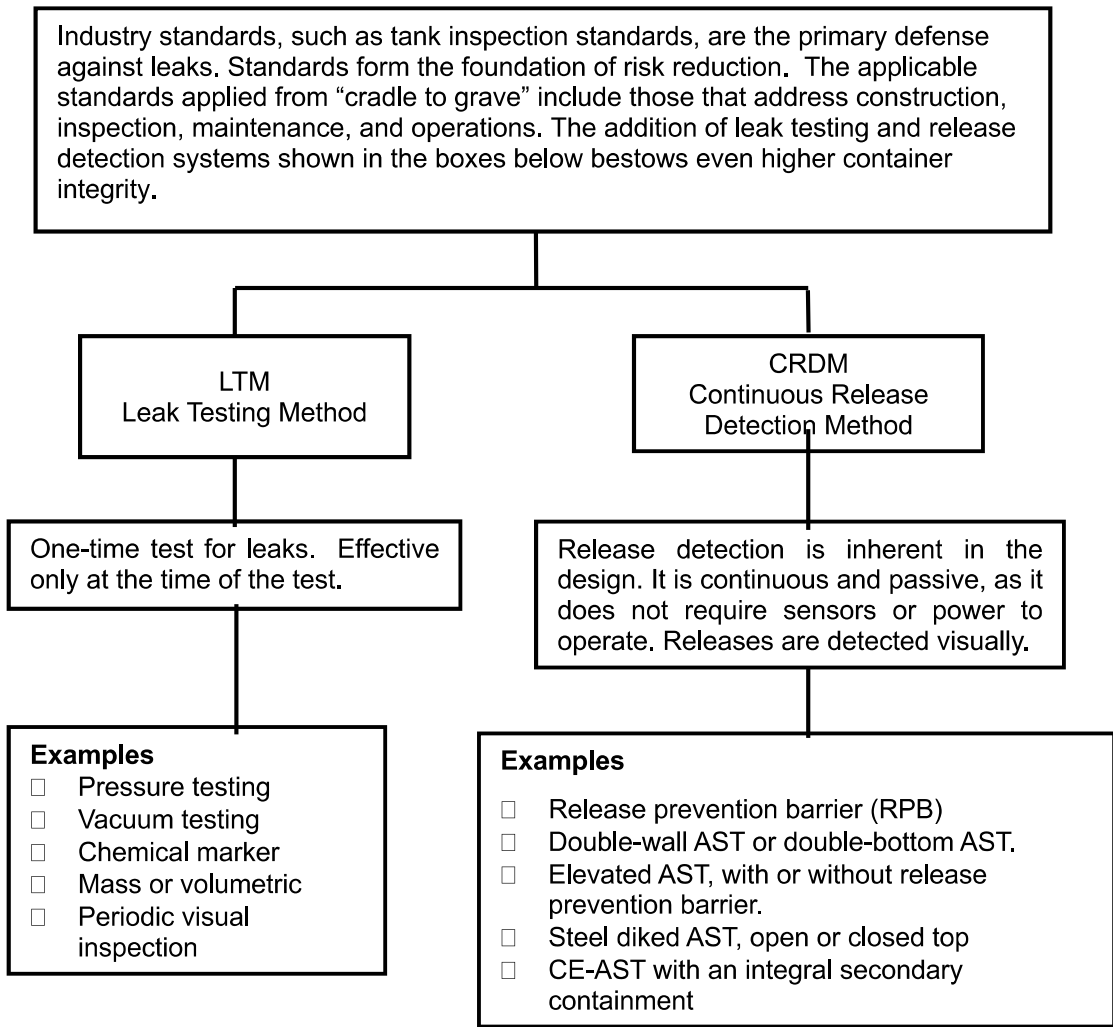 Industry standards, such as tank inspection standards, are the primary defense
against leaks. Standards form the foundation of risk reduction.  The applicable
standards applied from “cradle to grave” include those that address construction,
inspection, maintenance, and operations. The addition of leak testing and release
detection systems shown in the boxes below bestows even higher container
integrity.
LTM
Leak Testing Method
One-time test for leaks.  Effective
only at the time of the test.
Examples
□ Pressure testing
□ Vacuum testing
□ Chemical marker
□ Mass or volumetric
□ Periodic visual
inspection
CRDM
Continuous Release
Detection Method
Release detection is inherent in the
design. It is continuous and passive, as it
does not require sensors or power to
operate. Releases are detected visually.
Examples
□ Release prevention barrier (RPB)
□ Double-wall AST or double-bottom AST.
□ Elevated AST, with or without release
prevention barrier.
□ Steel diked AST, open or closed top
□ CE-AST with an integral secondary
containment